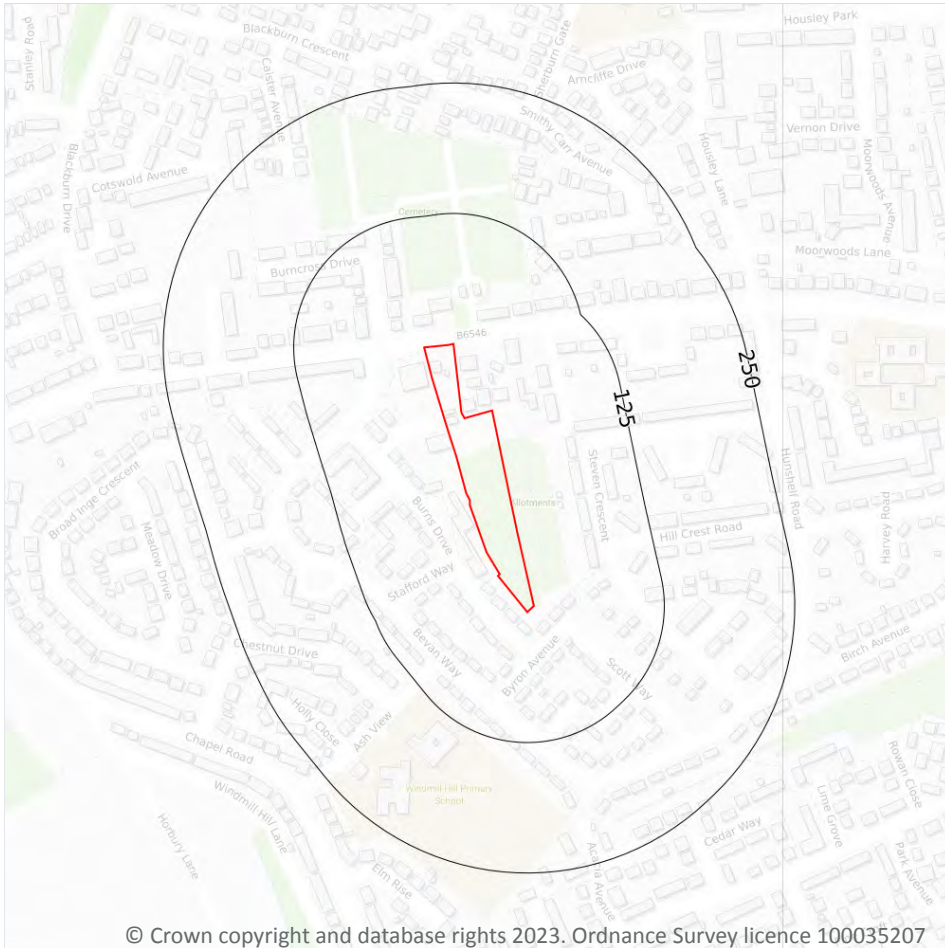 Housley Park
Stanley Road
Blackburn Crescent
Calster Avenue
Sherburn Gate
Arncliffe Drive
Smithy Carr Avenue
Housley Lane
Vernon Drive
Moorwoods Avenue
Blackburn Drive
Cotswold Avenue
Cemetery
Moorwoods Lane
Burncross Drive
B6546
250
125
Broad Inge Crescent
Meadow Drive
Burns Drive
Allotments
Steven Crescent
Hunshelf Road
Harvey Road
Hill Crest Road
Stafford Way
Bevan Way
Byron Avenue
Scott Way
Birch Avenue
Chestnut Drive
Holly Close
Ash View
Chapel Road
Windmill Hill Lane
Windmill Hill Primary
School
Horbury Lane
Elm Rise
Acacia Avenue
Cedar Way
Lime Grove
Rowan Close
Park Avenue
© Crown copyright and database rights 2023. Ordnance Survey licence 100035207